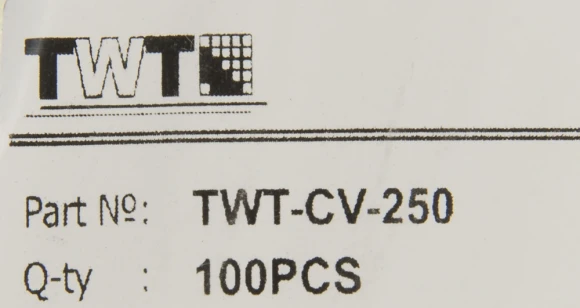 TWT
Part Nº: TWT-CV-250
Q-ty : 100PCS